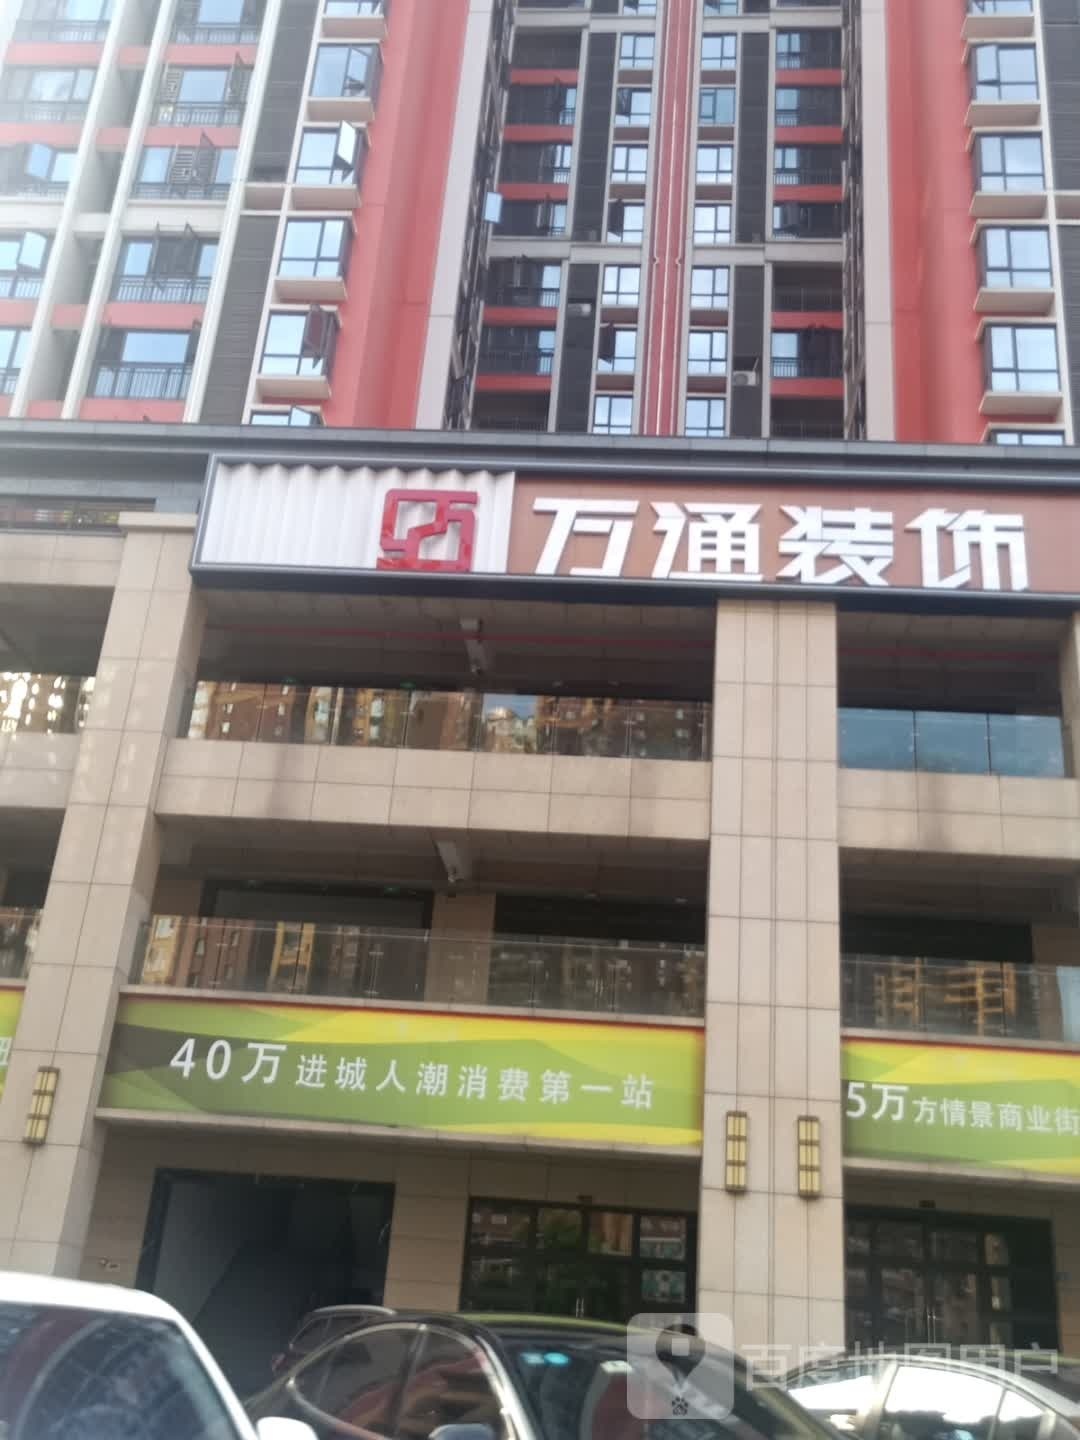 万通装饰
40万进城人潮消费第一站
5万方情景商业街
百度地图用户